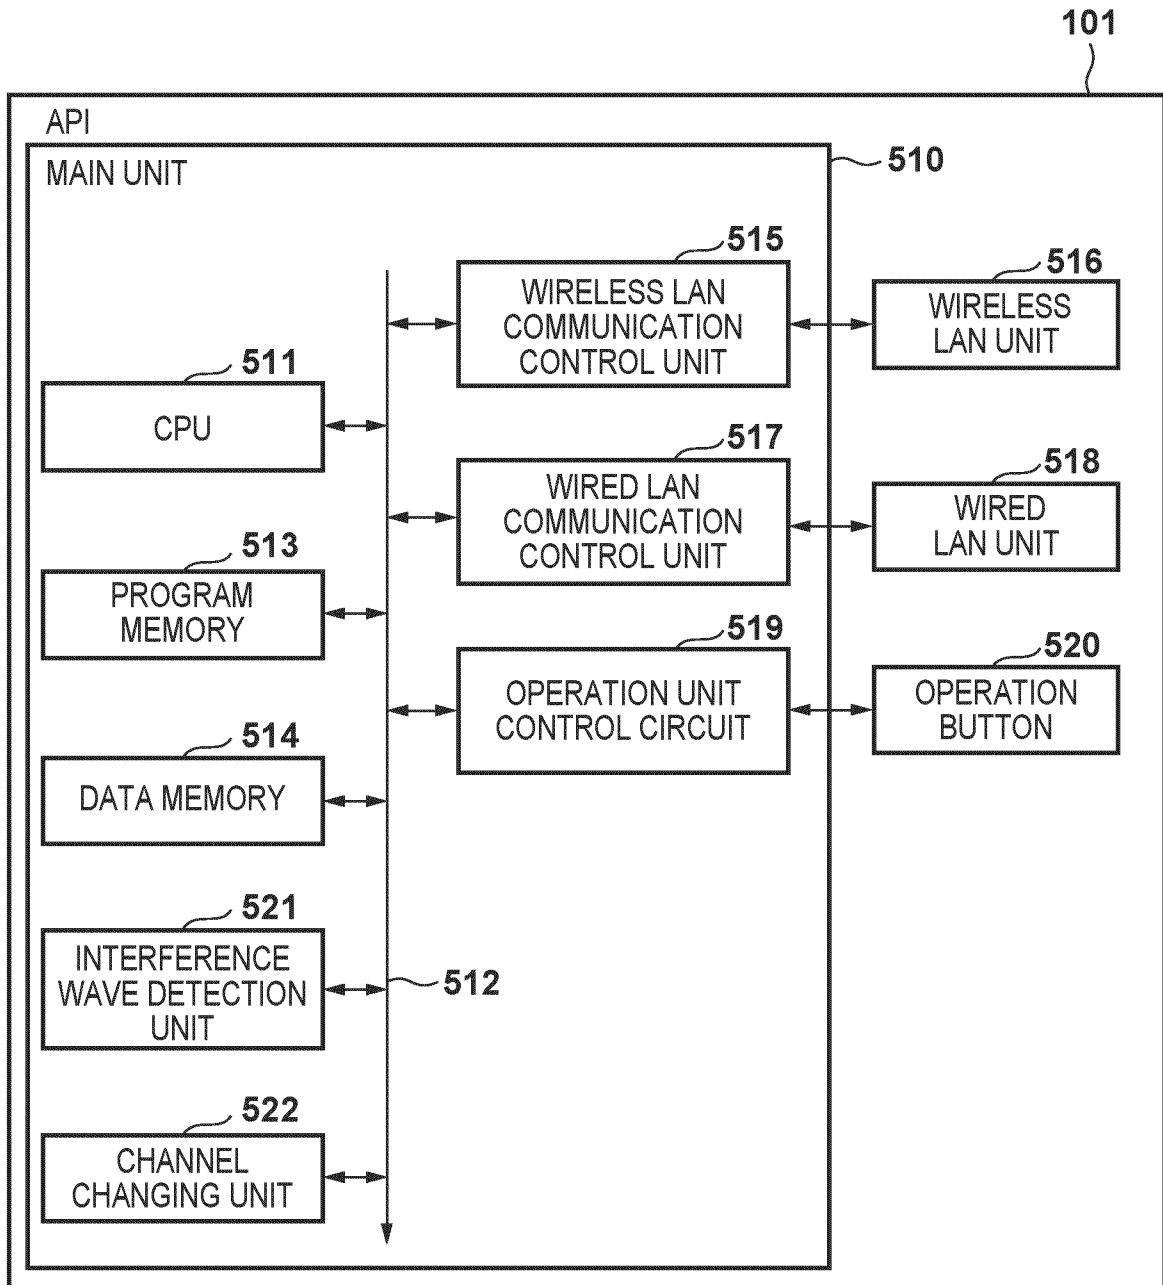 101
API
MAIN UNIT
510
515
WIRELESS LAN
COMMUNICATION
CONTROL UNIT
516
WIRELESS
LAN UNIT
511
CPU
517
WIRED LAN
COMMUNICATION
CONTROL UNIT
518
WIRED
LAN UNIT
513
PROGRAM
MEMORY
519
OPERATION UNIT
CONTROL CIRCUIT
520
OPERATION
BUTTON
514
DATA MEMORY
521
INTERFERENCE
WAVE DETECTION
UNIT
512
522
CHANNEL
CHANGING UNIT